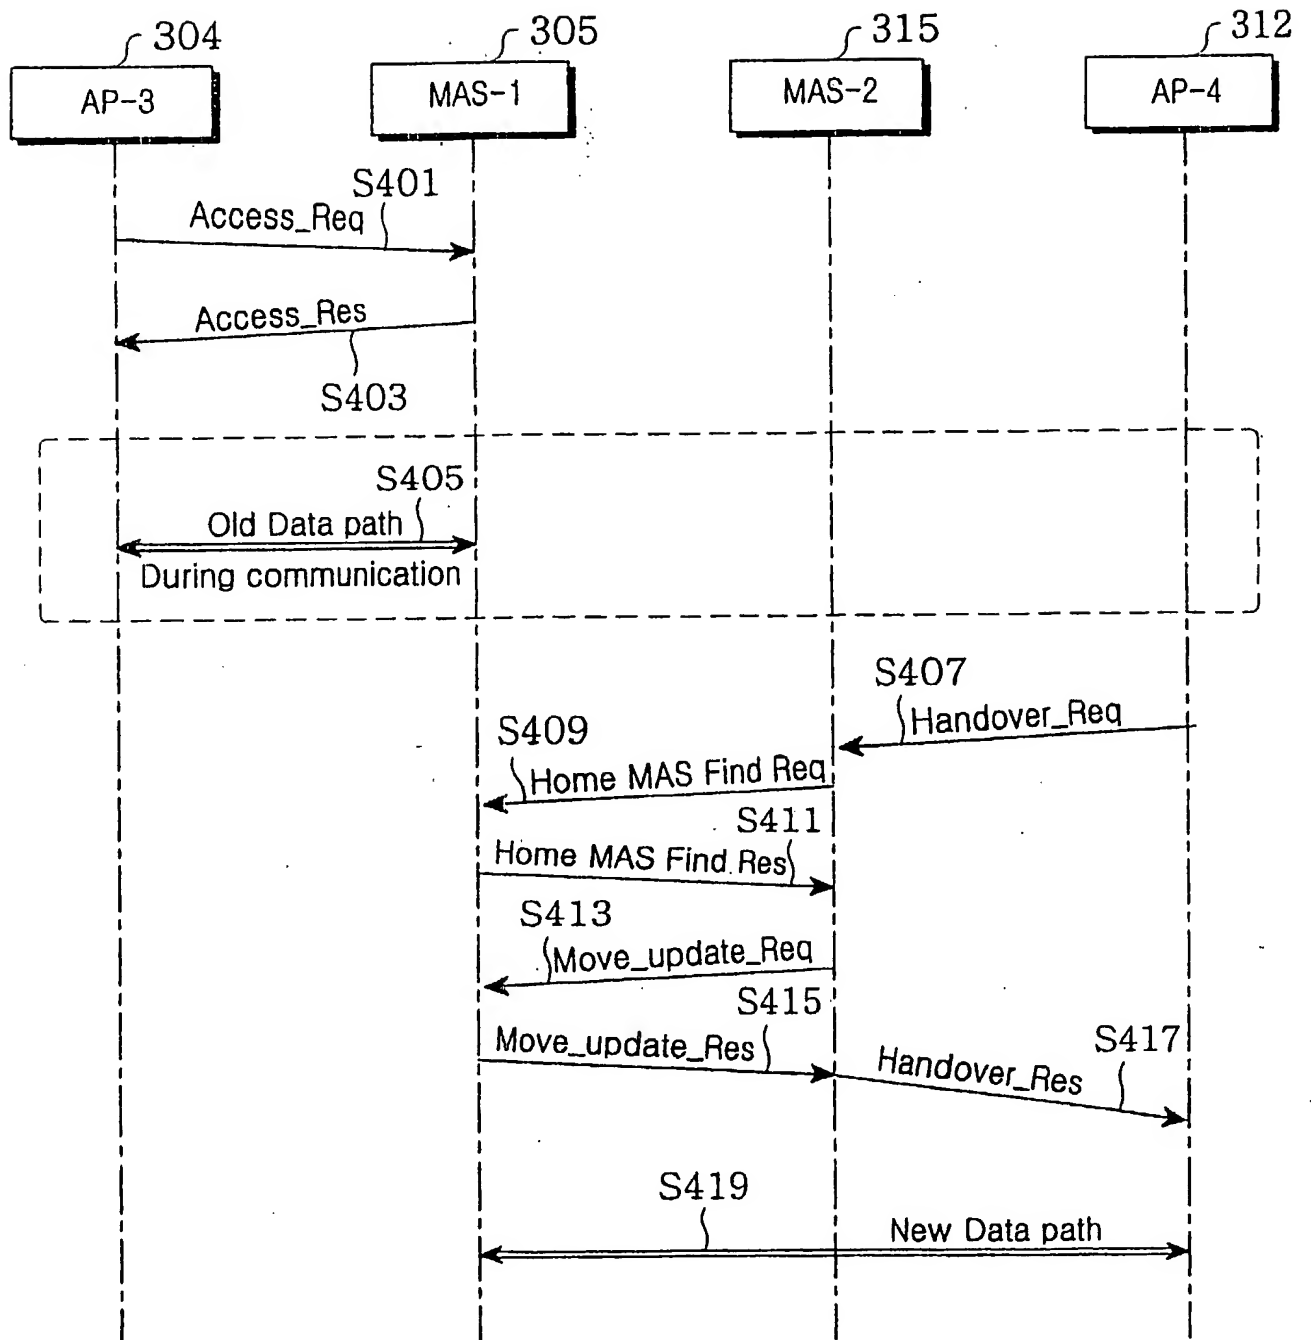 304
305
315
312
AP-3
MAS-1
MAS-2
AP-4
S401
Access_Req
Access_Res
S403
S405
Old Data path
During communication
S407
Handover_Req
S409
Home MAS Find Req
S411
Home MAS Find Res
S413
Move_update_Req
S415
Move_update_Res
S417
Handover_Res
S419
New Data path